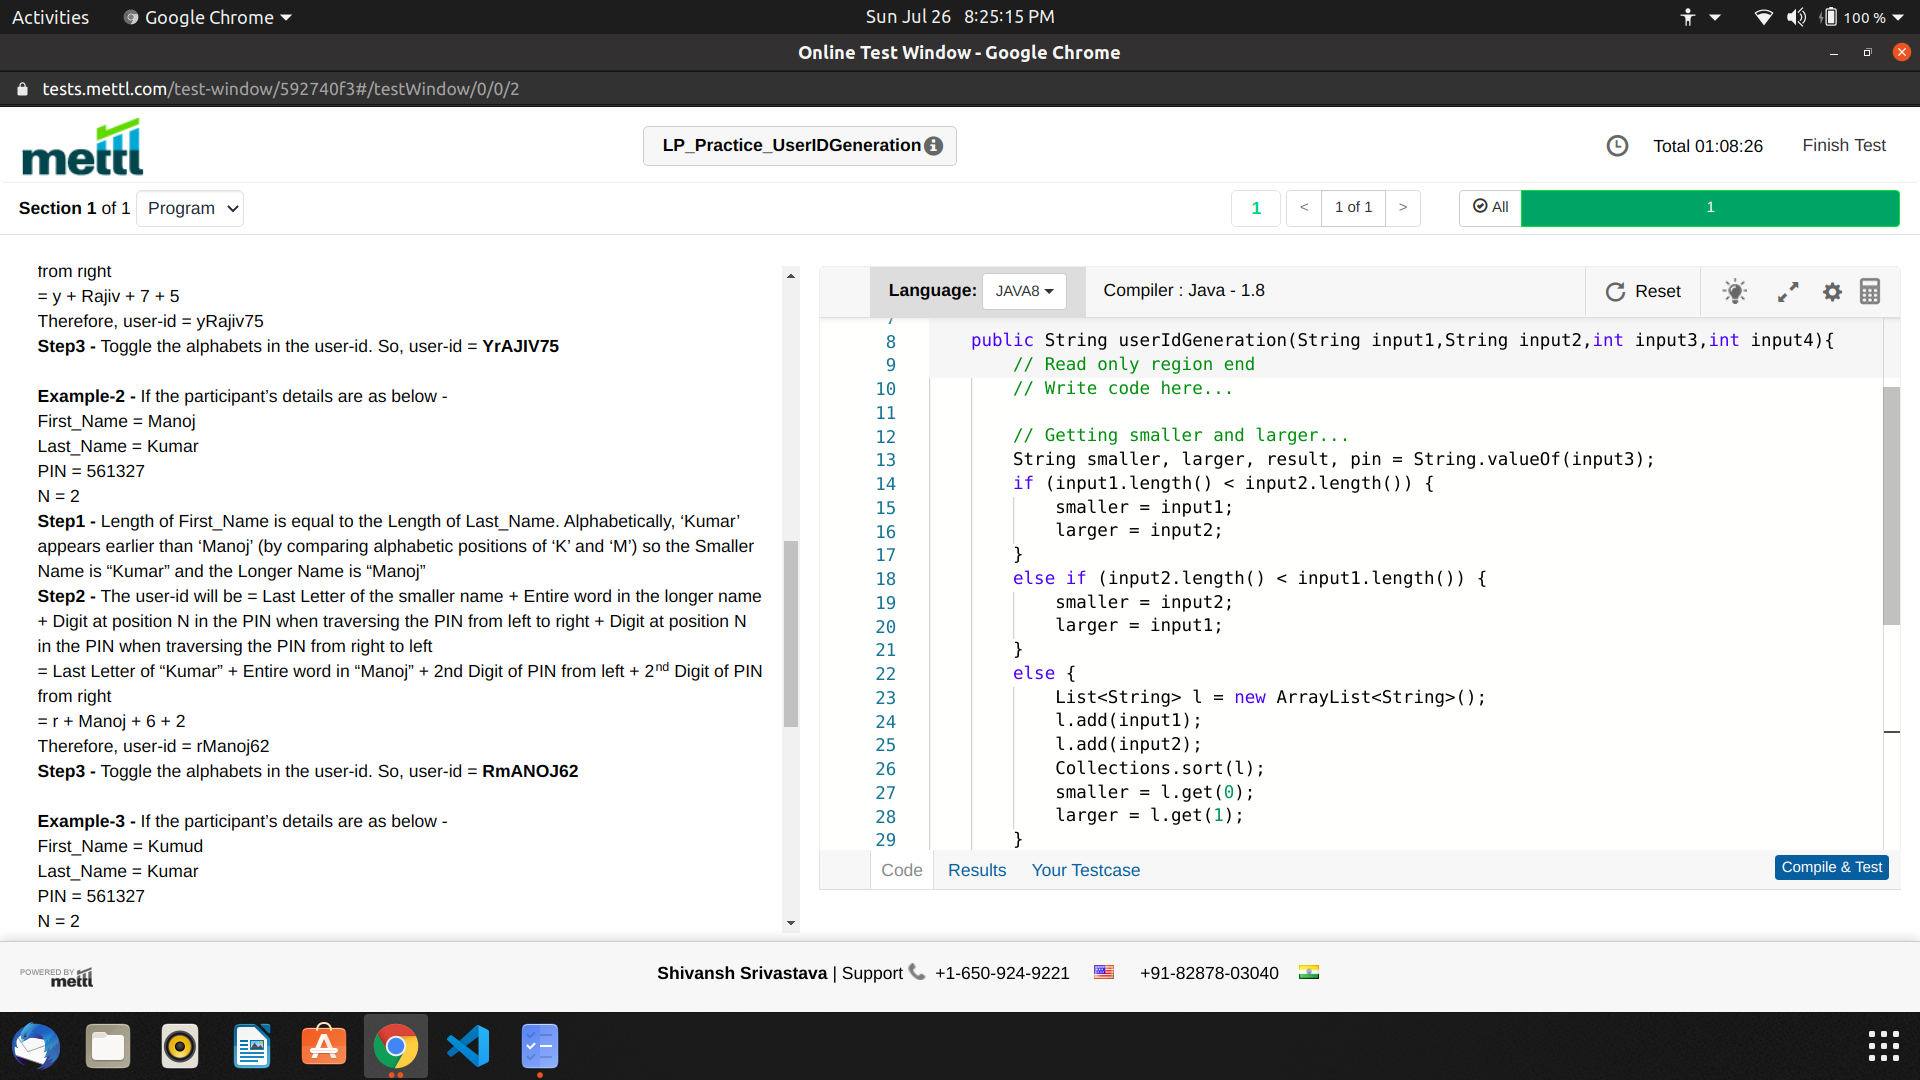 Activities
Google Chrome
Sun Jul 26 8:25:15 PM
100 %
Online Test Window - Google Chrome
tests.mettl.com/test-window/592740f3#/testWindow/0/0/2
mettl
LP_Practice_UserIDGeneration
Total 01:08:26
Finish Test
Section 1 of 1
Program
1
<
1 of 1
>
All
1
from right
= y + Rajiv + 7 + 5
Therefore, user-id = yRajiv75
Step3 - Toggle the alphabets in the user-id. So, user-id = YrAJIV75
Example-2 - If the participant’s details are as below -
First_Name = Manoj
Last_Name = Kumar
PIN = 561327
N = 2
Step1 - Length of First_Name is equal to the Length of Last_Name. Alphabetically, ‘Kumar’
appears earlier than ‘Manoj’ (by comparing alphabetic positions of ‘K’ and ‘M’) so the Smaller
Name is “Kumar” and the Longer Name is “Manoj”
Step2 - The user-id will be = Last Letter of the smaller name + Entire word in the longer name
+ Digit at position N in the PIN when traversing the PIN from left to right + Digit at position N
in the PIN when traversing the PIN from right to left
= Last Letter of “Kumar” + Entire word in “Manoj” + 2nd Digit of PIN from left + 2nd Digit of PIN
from right
= r + Manoj + 6 + 2
Therefore, user-id = rManoj62
Step3 - Toggle the alphabets in the user-id. So, user-id = RmANOJ62
Example-3 - If the participant’s details are as below -
First_Name = Kumud
Last_Name = Kumar
PIN = 561327
N = 2
Language:
JAVA8
Compiler : Java - 1.8
Reset
7
8 public String userIdGeneration(String input1,String input2,int input3,int input4){
9 // Read only region end
10 // Write code here...
11
12 // Getting smaller and larger...
13 String smaller, larger, result, pin = String.valueOf(input3);
14 if (input1.length() < input2.length()) {
15 smaller = input1;
16 larger = input2;
17 }
18 else if (input2.length() < input1.length()) {
19 smaller = input2;
20 larger = input1;
21 }
22 else {
23 List<String> l = new ArrayList<String>();
24 l.add(input1);
25 l.add(input2);
26 Collections.sort(l);
27 smaller = l.get(0);
28 larger = l.get(1);
29 }
Code
Results
Your Testcase
Compile & Test
POWERED BY mettl
Shivansh Srivastava | Support +1-650-924-9221 +91-82878-03040